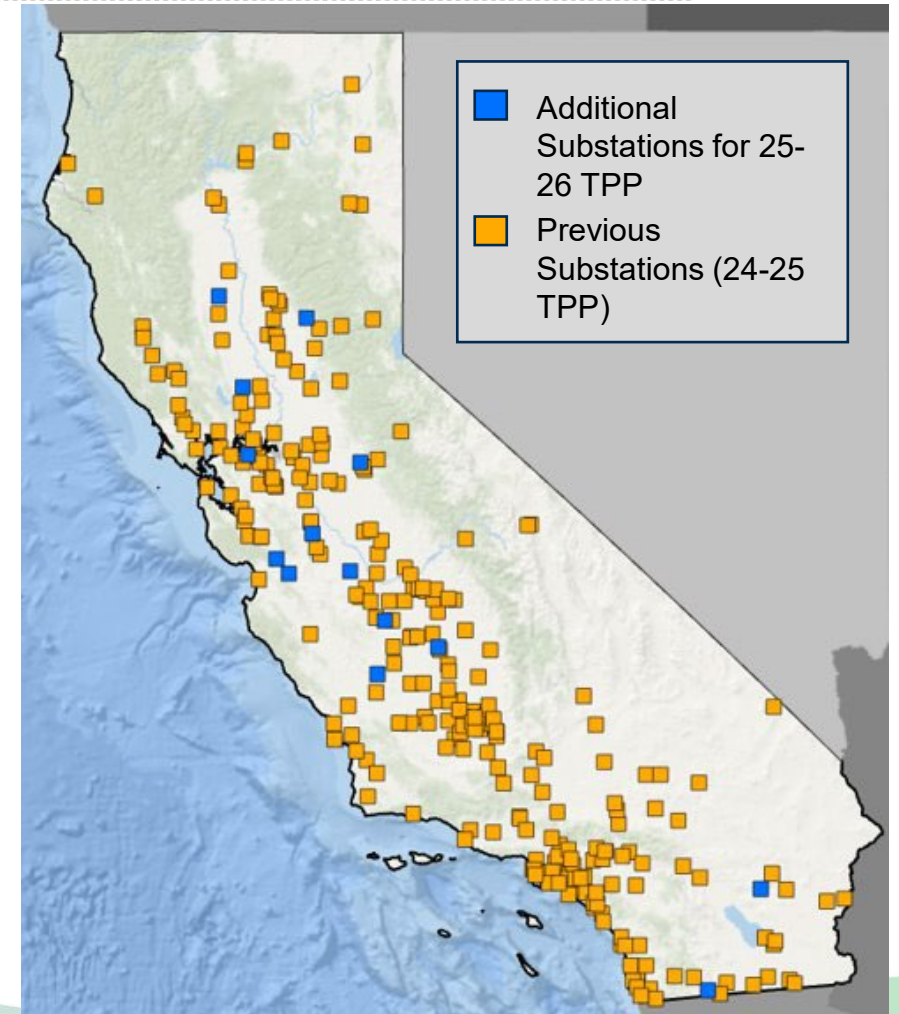 Additional
Substations for 25-
26 TPP
Previous
Substations (24-25
TPP)